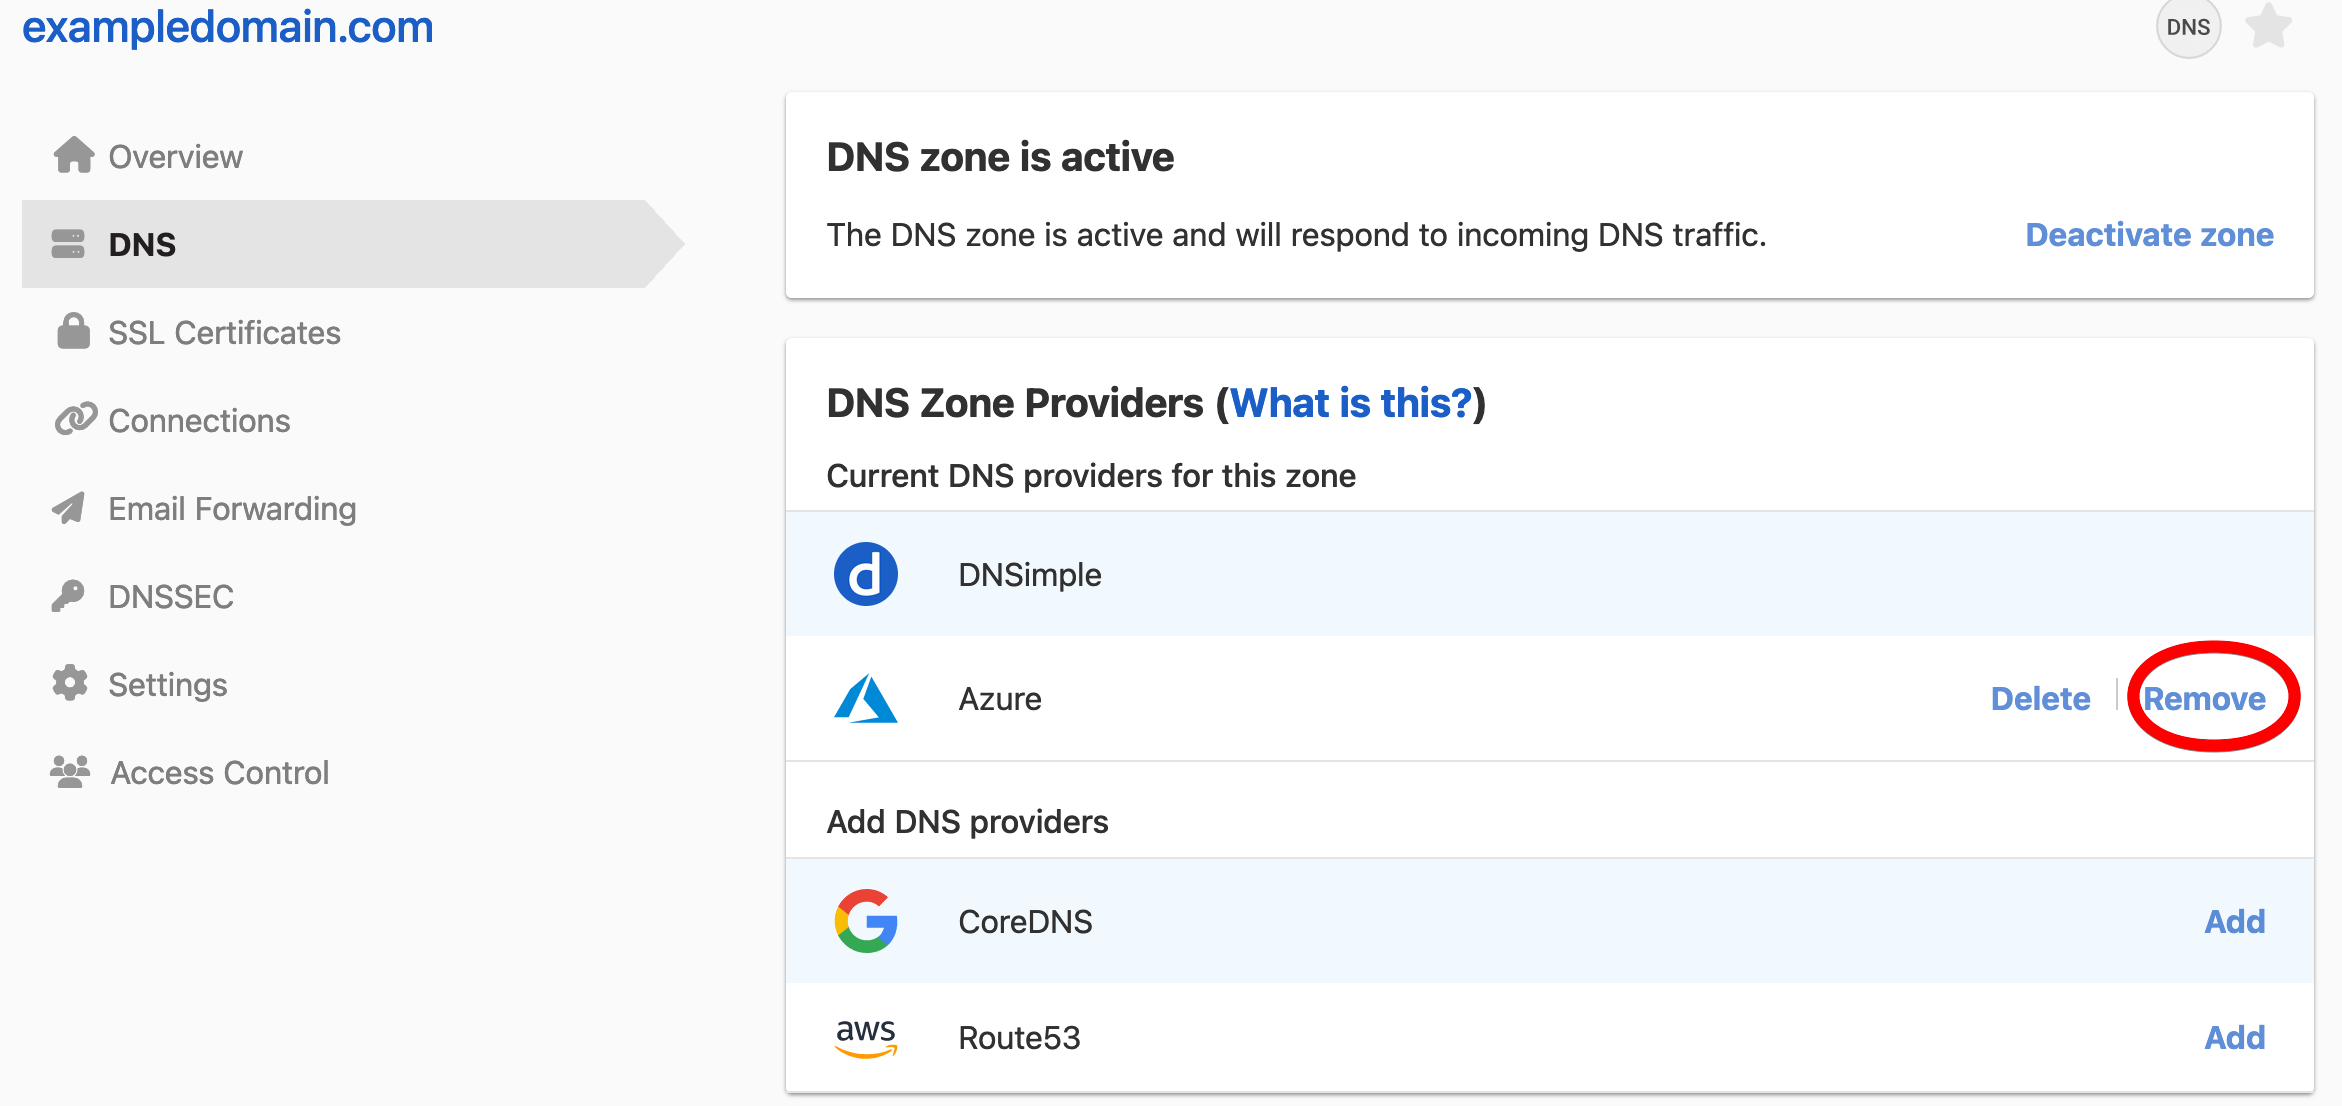 exampledomain.com
DNS
Overview
DNS
SSL Certificates
Connections
Email Forwarding
DNSSEC
Settings
Access Control
DNS zone is active
The DNS zone is active and will respond to incoming DNS traffic.
Deactivate zone
DNS Zone Providers (What is this?)
Current DNS providers for this zone
d DNSimple
Azure
Delete Remove
Add DNS providers
G CoreDNS
Add
aws Route53
Add